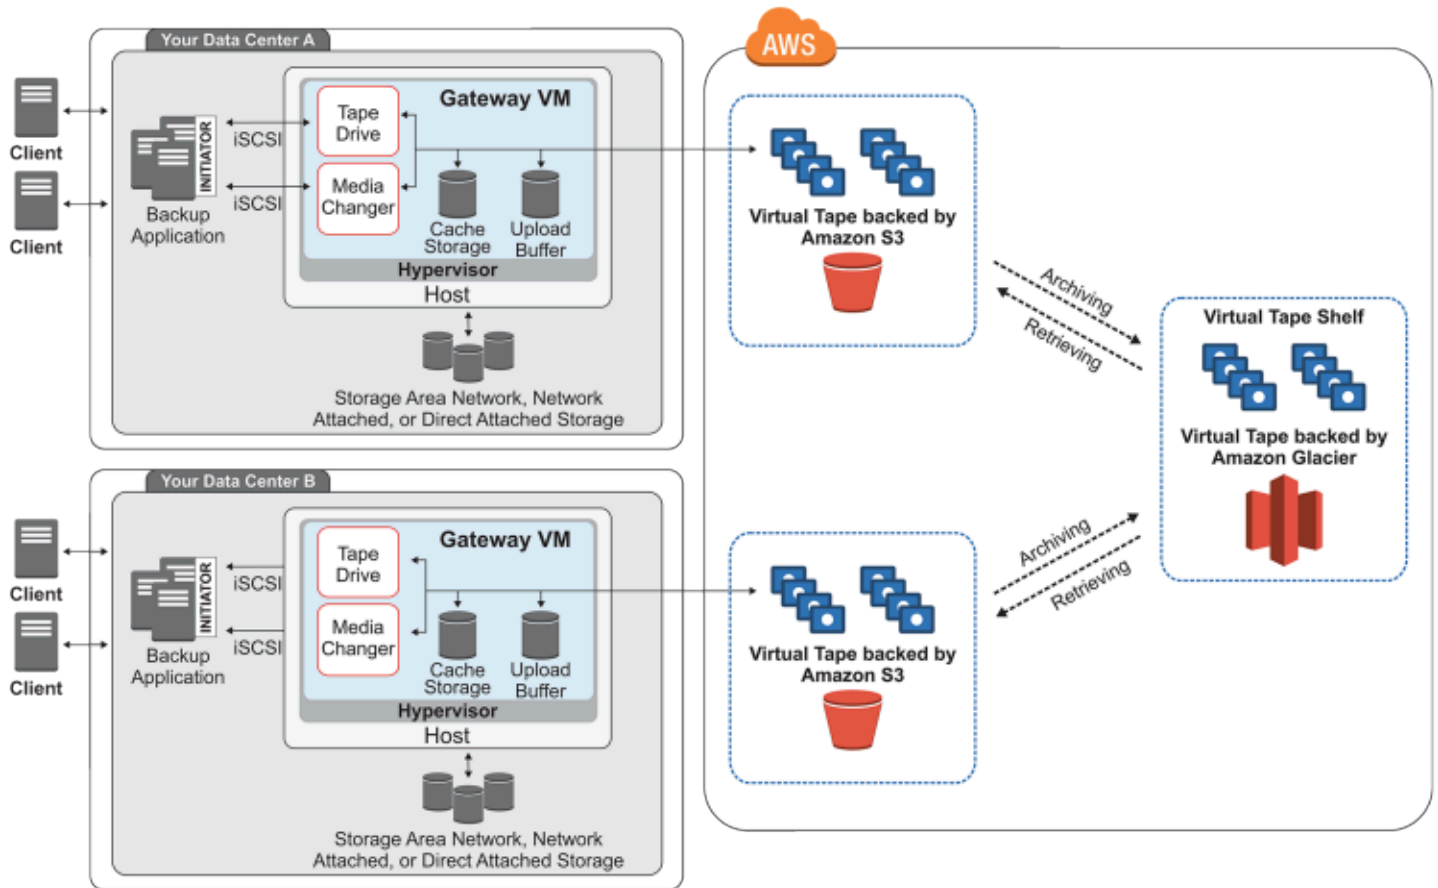 Your Data Center A
Client
Client
INITIATOR
Backup
Application
iSCSI
iSCSI
Gateway VM
Tape
Drive
Media
Changer
Cache
Storage
Upload
Buffer
Hypervisor
Host
Storage Area Network, Network
Attached, or Direct Attached Storage
Your Data Center B
Client
Client
INITIATOR
Backup
Application
iSCSI
iSCSI
Gateway VM
Tape
Drive
Media
Changer
Cache
Storage
Upload
Buffer
Hypervisor
Host
Storage Area Network, Network
Attached, or Direct Attached Storage
AWS
Virtual Tape backed by
Amazon S3
Archiving
Retrieving
Virtual Tape Shelf
Virtual Tape backed by
Amazon Glacier
Archiving
Retrieving
Virtual Tape backed by
Amazon S3